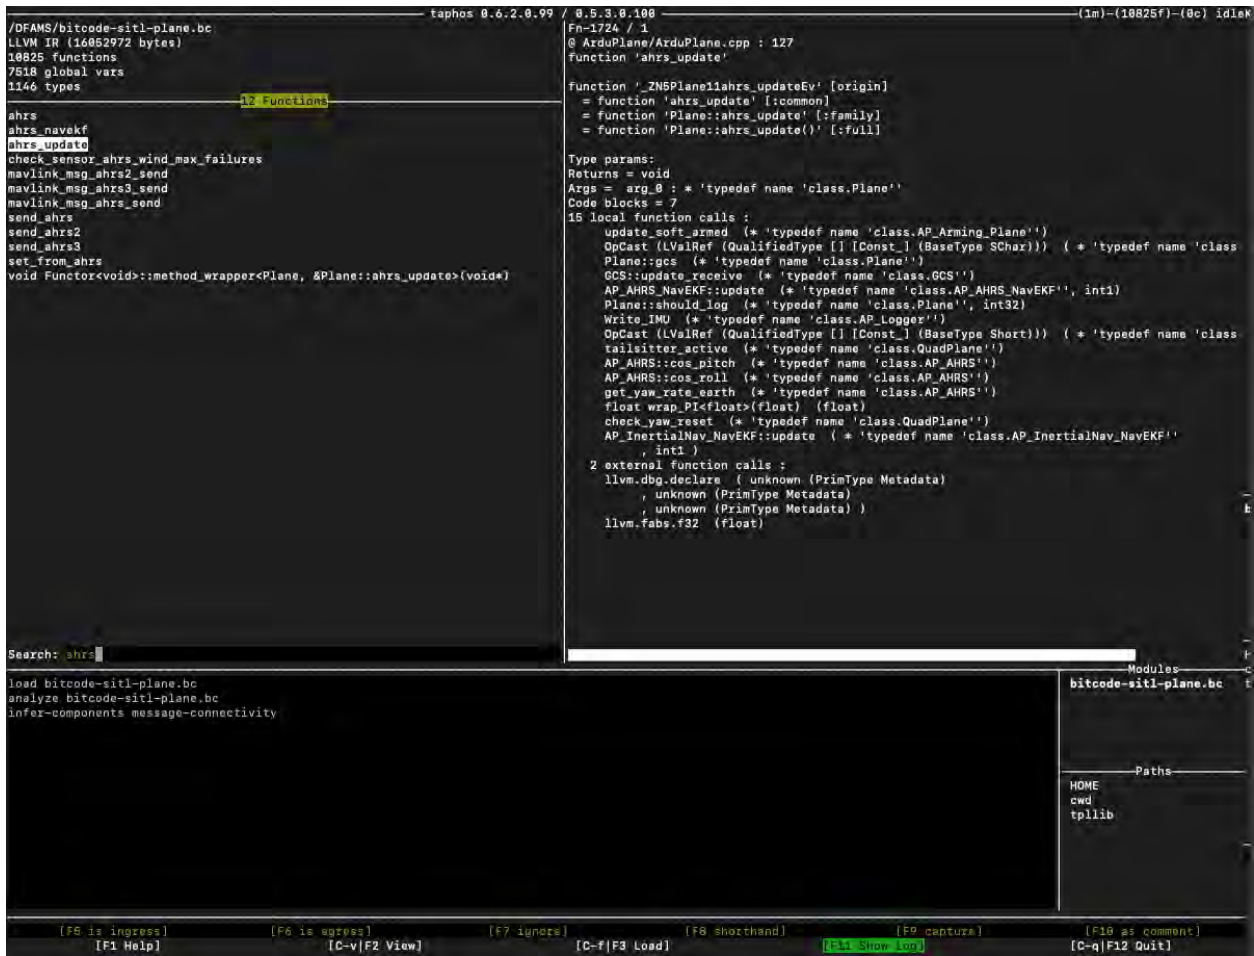 taphos 0.6.2.0.99 / 0.5.3.0.100
(1m)-(10825f)-(0c) idle
/DFAMS/bitcode-sitl-plane.bc
LLVM IR (16052972 bytes)
10825 functions
7518 global vars
1146 types
12 Functions
ahrs
ahrs_navekf
ahrs_update
check_sensor_ahrs_wind_max_failures
mavlink_msg_ahrs2_send
mavlink_msg_ahrs3_send
mavlink_msg_ahrs_send
send_ahrs
send_ahrs2
send_ahrs3
set_from_ahrs
void Functor<void>::method_wrapper<Plane, &Plane::ahrs_update>(void*)
Search: ahrs
Fn-1724 / 1
@ ArduPlane/ArduPlane.cpp : 127
function 'ahrs_update'
function '_ZN5Plane11ahrs_updateEv' [origin]
= function 'ahrs_update' [:common]
= function 'Plane::ahrs_update' [:family]
= function 'Plane::ahrs_update()' [:full]
Type params:
Returns = void
Args = arg_0 : * 'typedef name 'class.Plane''
Code blocks = 7
15 local function calls :
update_soft_armed (* 'typedef name 'class.AP_Arming_Plane'')
OpCast (LValRef (QualifiedType [] [Const_] (BaseType SChar))) ( * 'typedef name 'class
Plane::gcs (* 'typedef name 'class.Plane'')
GCS::update_receive (* 'typedef name 'class.GCS'')
AP_AHRS_NavEKF::update (* 'typedef name 'class.AP_AHRS_NavEKF'', int1)
Plane::should_log (* 'typedef name 'class.Plane'', int32)
Write_IMU (* 'typedef name 'class.AP_Logger'')
OpCast (LValRef (QualifiedType [] [Const_] (BaseType Short))) ( * 'typedef name 'class
tailsitter_active (* 'typedef name 'class.QuadPlane'')
AP_AHRS::cos_pitch (* 'typedef name 'class.AP_AHRS'')
AP_AHRS::cos_roll (* 'typedef name 'class.AP_AHRS'')
get_yaw_rate_earth (* 'typedef name 'class.AP_AHRS'')
float wrap_PI<float>(float) (float)
check_yaw_reset (* 'typedef name 'class.QuadPlane'')
AP_InertialNav_NavEKF::update ( * 'typedef name 'class.AP_InertialNav_NavEKF''
, int1 )
2 external function calls :
llvm.dbg.declare ( unknown (PrimType Metadata)
, unknown (PrimType Metadata)
, unknown (PrimType Metadata) )
llvm.fabs.f32 (float)
load bitcode-sitl-plane.bc
analyze bitcode-sitl-plane.bc
infer-components message-connectivity
Modules
bitcode-sitl-plane.bc
Paths
HOME
cwd
tpllib
[F5 is ingress] [F6 is egress] [F7 ignore] [F8 shorthand] [F9 capture] [F10 as comment]
[F1 Help] [C-v|F2 View] [C-f|F3 Load] [F11 Show Log] [C-q|F12 Quit]